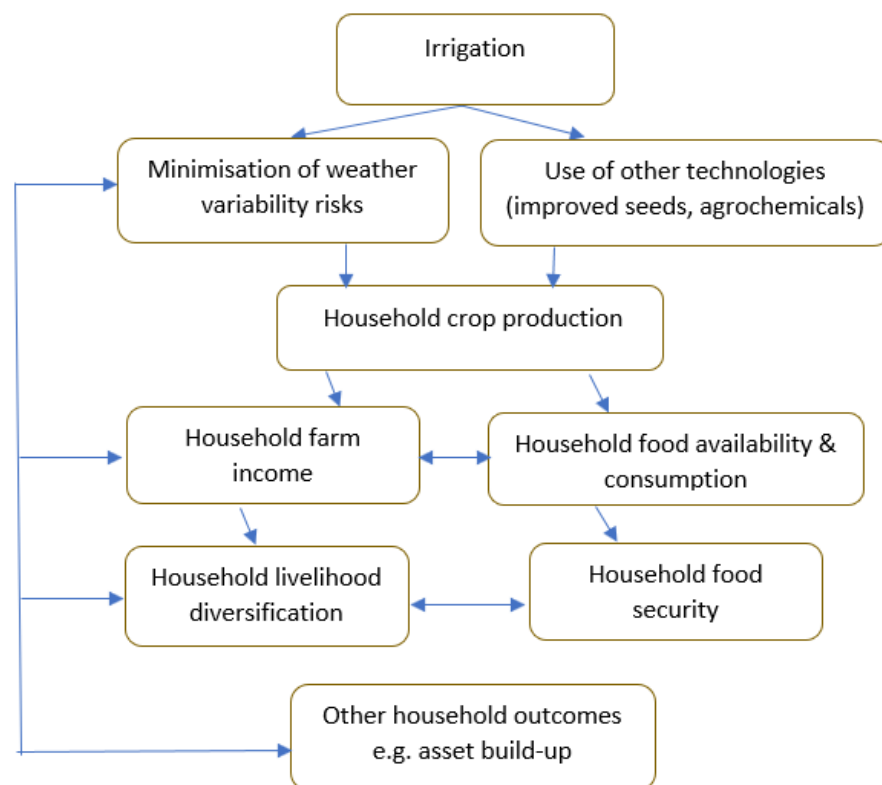 Irrigation
Minimisation of weather
variability risks
Use of other technologies
(improved seeds, agrochemicals)
Household crop production
Household farm
income
Household food availability &
consumption
Household livelihood
diversification
Household food
security
Other household outcomes
e.g. asset build-up